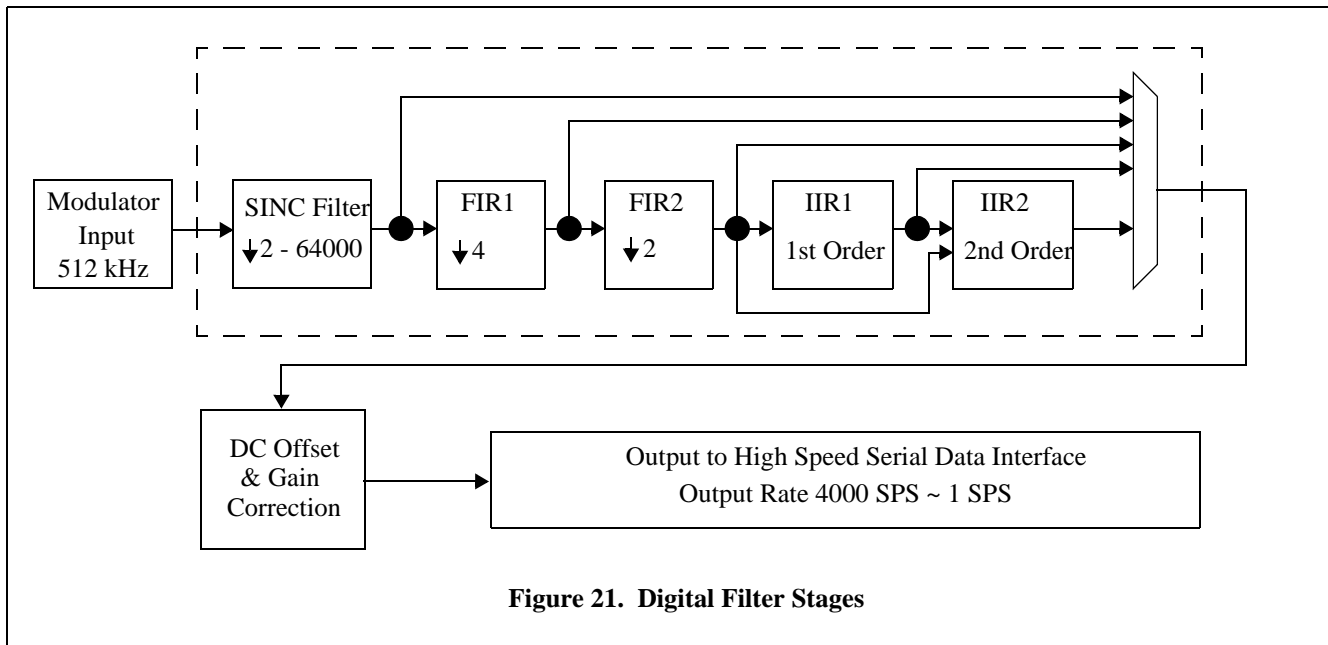 Modulator
Input
512 kHz
SINC Filter
2 - 64000
FIR1
4
FIR2
2
IIR1
1st Order
IIR2
2nd Order
DC Offset
& Gain
Correction
Output to High Speed Serial Data Interface
Output Rate 4000 SPS ~ 1 SPS
Figure 21. Digital Filter Stages